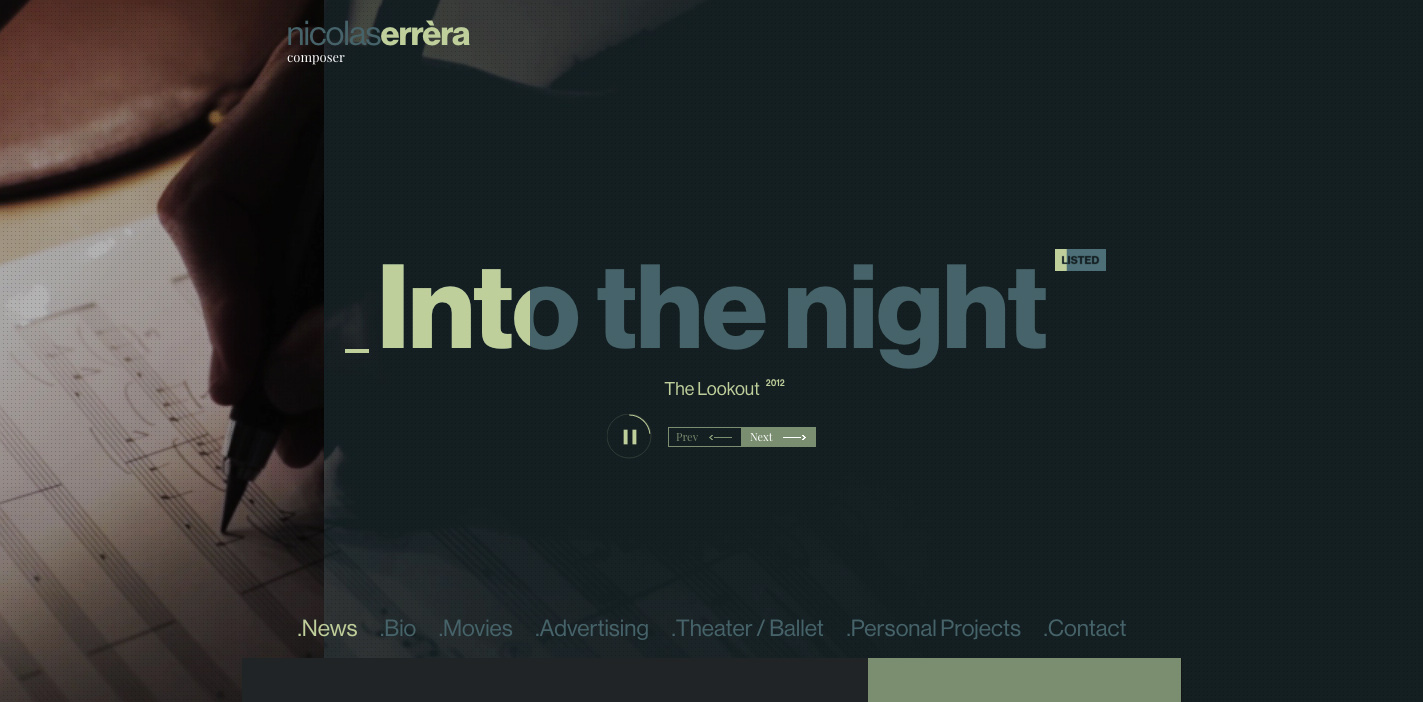 nicolaserrèra
composer
LISTED
_Into the night
The Lookout 2012
Prev Next
.News .Bio .Movies .Advertising .Theater / Ballet .Personal Projects .Contact